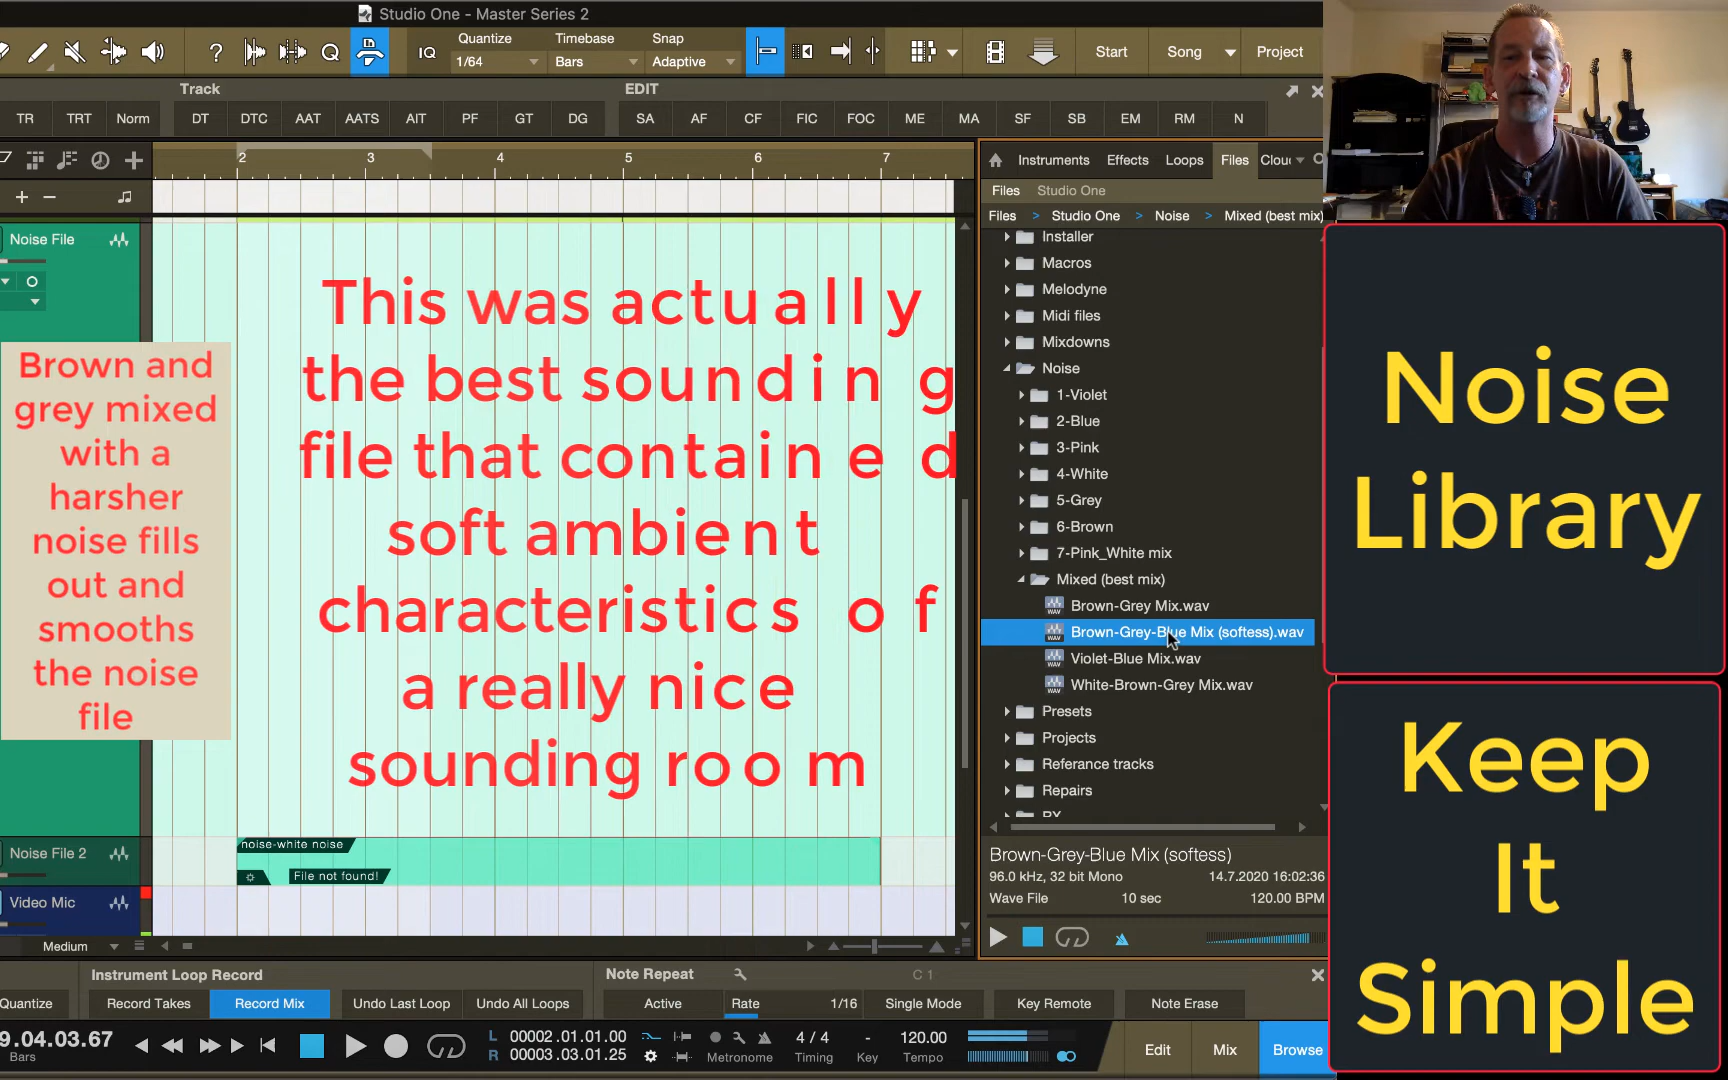 Studio One - Master Series 2
IQ
Quantize
1/64
Timebase
Bars
Snap
Adaptive
Start
Song
Project
Track
EDIT
TR TRT Norm DT DTC AAT AATS AIT PF GT DG SA AF CF FIC FOC ME MA SF SB EM RM N
2 3 4 5 6 7
Instruments Effects Loops Files
Files Studio One
Files > Studio One > Noise > Mixed (best mix)
Installer
Macros
Melodyne
Midi files
Mixdowns
Noise
1-Violet
2-Blue
3-Pink
4-White
5-Grey
6-Brown
7-Pink_White mix
Mixed (best mix)
Brown-Grey Mix.wav
Brown-Grey-Blue Mix (softess).wav
Violet-Blue Mix.wav
White-Brown-Grey Mix.wav
Presets
Projects
Referance tracks
Repairs
Brown-Grey-Blue Mix (softess)
96.0 kHz, 32 bit Mono 14.7.2020 16:02:36
Wave File 10 sec 120.00 BPM
Noise File
Brown and
grey mixed
with a
harsher
noise fills
out and
smooths
the noise
file
This was actually
the best sounding
file that contained
soft ambient
characteristics of
a really nice
sounding room
Noise File 2
noise-white noise
File not found!
Video Mic
Medium
Noise
Library
Keep
It
Simple
Instrument Loop Record
Note Repeat
C 1
Quantize Record Takes Record Mix Undo Last Loop Undo All Loops Active Rate 1/16 Single Mode Key Remote Note Erase
9.04.03.67
Bars
L 00002.01.01.00
R 00003.03.01.25
Metronome
4 / 4
Timing
-
Key
120.00
Tempo
Edit Mix Browse